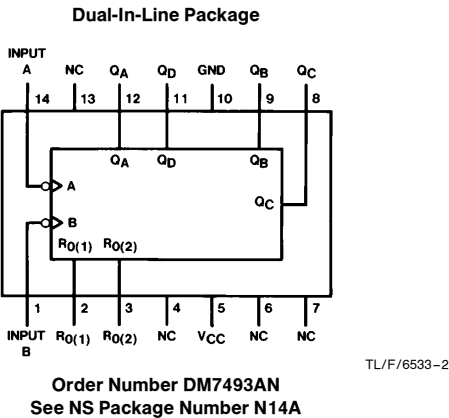 Dual-In-Line Package
INPUT
A NC QA QD GND QB QC
14 13 12 11 10 9 8
QA QD QB
A
QC
B
R0(1) R0(2)
1 2 3 4 5 6 7
INPUT
B R0(1) R0(2) NC VCC NC NC
TL/F/6533–2
Order Number DM7493AN
See NS Package Number N14A